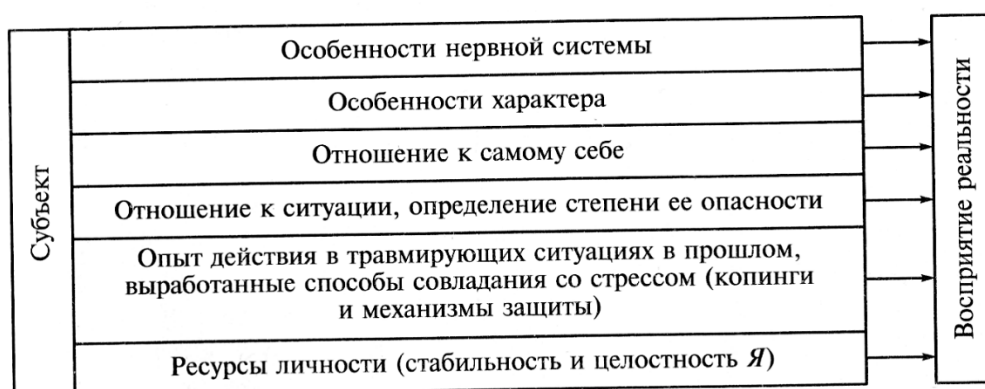 Субъект
Особенности нервной системы
Особенности характера
Отношение к самому себе
Отношение к ситуации, определение степени ее опасности
Опыт действия в травмирующих ситуациях в прошлом,
выработанные способы совладания со стрессом (копинги
и механизмы защиты)
Ресурсы личности (стабильность и целостность Я)
Восприятие реальности